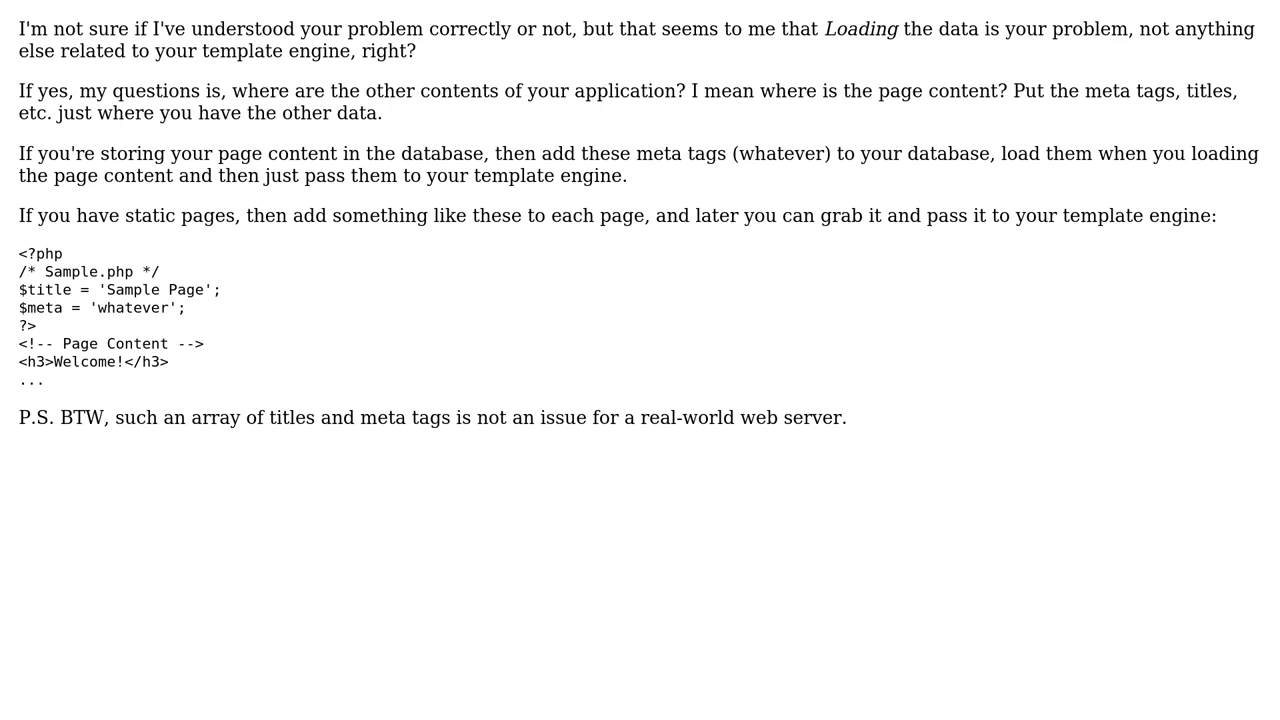 I'm not sure if I've understood your problem correctly or not, but that seems to me that Loading the data is your problem, not anything
else related to your template engine, right?
If yes, my questions is, where are the other contents of your application? I mean where is the page content? Put the meta tags, titles,
etc. just where you have the other data.
If you're storing your page content in the database, then add these meta tags (whatever) to your database, load them when you loading
the page content and then just pass them to your template engine.
If you have static pages, then add something like these to each page, and later you can grab it and pass it to your template engine:
<?php
/* Sample.php */
$title = 'Sample Page';
$meta = 'whatever';
?>
<!-- Page Content -->
<h3>Welcome!</h3>
...
P.S. BTW, such an array of titles and meta tags is not an issue for a real-world web server.